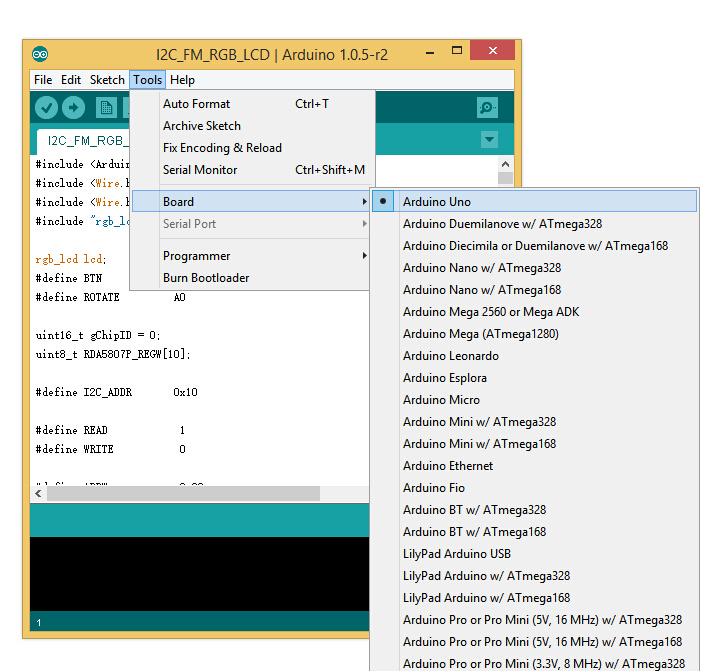 I2C_FM_RGB_LCD | Arduino 1.0.5-r2
File Edit Sketch Tools Help
Auto Format Ctrl+T
Archive Sketch
Fix Encoding & Reload
Serial Monitor Ctrl+Shift+M
Board
Serial Port
Programmer
Burn Bootloader
I2C_FM_RGB_
#include <Arduin
#include <Wire.h
#include <Wire.h
#include "rgb_lc
rgb_lcd lcd;
#define BTN
#define ROTATE A0
uint16_t gChipID = 0;
uint8_t RDA5807P_REGW[10];
#define I2C_ADDR 0x10
#define READ 1
#define WRITE 0
1
Arduino Uno
Arduino Duemilanove w/ ATmega328
Arduino Diecimila or Duemilanove w/ ATmega168
Arduino Nano w/ ATmega328
Arduino Nano w/ ATmega168
Arduino Mega 2560 or Mega ADK
Arduino Mega (ATmega1280)
Arduino Leonardo
Arduino Esplora
Arduino Micro
Arduino Mini w/ ATmega328
Arduino Mini w/ ATmega168
Arduino Ethernet
Arduino Fio
Arduino BT w/ ATmega328
Arduino BT w/ ATmega168
LilyPad Arduino USB
LilyPad Arduino w/ ATmega328
LilyPad Arduino w/ ATmega168
Arduino Pro or Pro Mini (5V, 16 MHz) w/ ATmega328
Arduino Pro or Pro Mini (5V, 16 MHz) w/ ATmega168
Arduino Pro or Pro Mini (3.3V, 8 MHz) w/ ATmega328